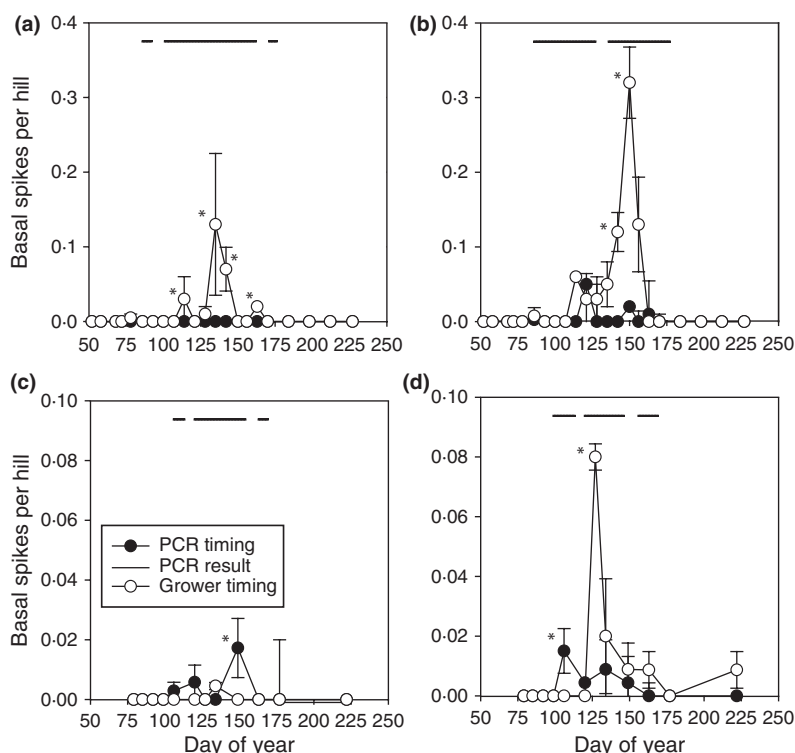 (a)
0·4
0·3
0·2
0·1
0·0
Basal spikes per hill
*
*
*
*
50 75 100 125 150 175 200 225 250
(b)
0·4
0·3
0·2
0·1
0·0
*
*
50 75 100 125 150 175 200 225 250
(c)
0·10
0·08
0·06
0·04
0·02
0·00
Basal spikes per hill
PCR timing
PCR result
Grower timing
*
50 75 100 125 150 175 200 225 250
Day of year
(d)
0·10
0·08
0·06
0·04
0·02
0·00
*
*
50 75 100 125 150 175 200 225 250
Day of year